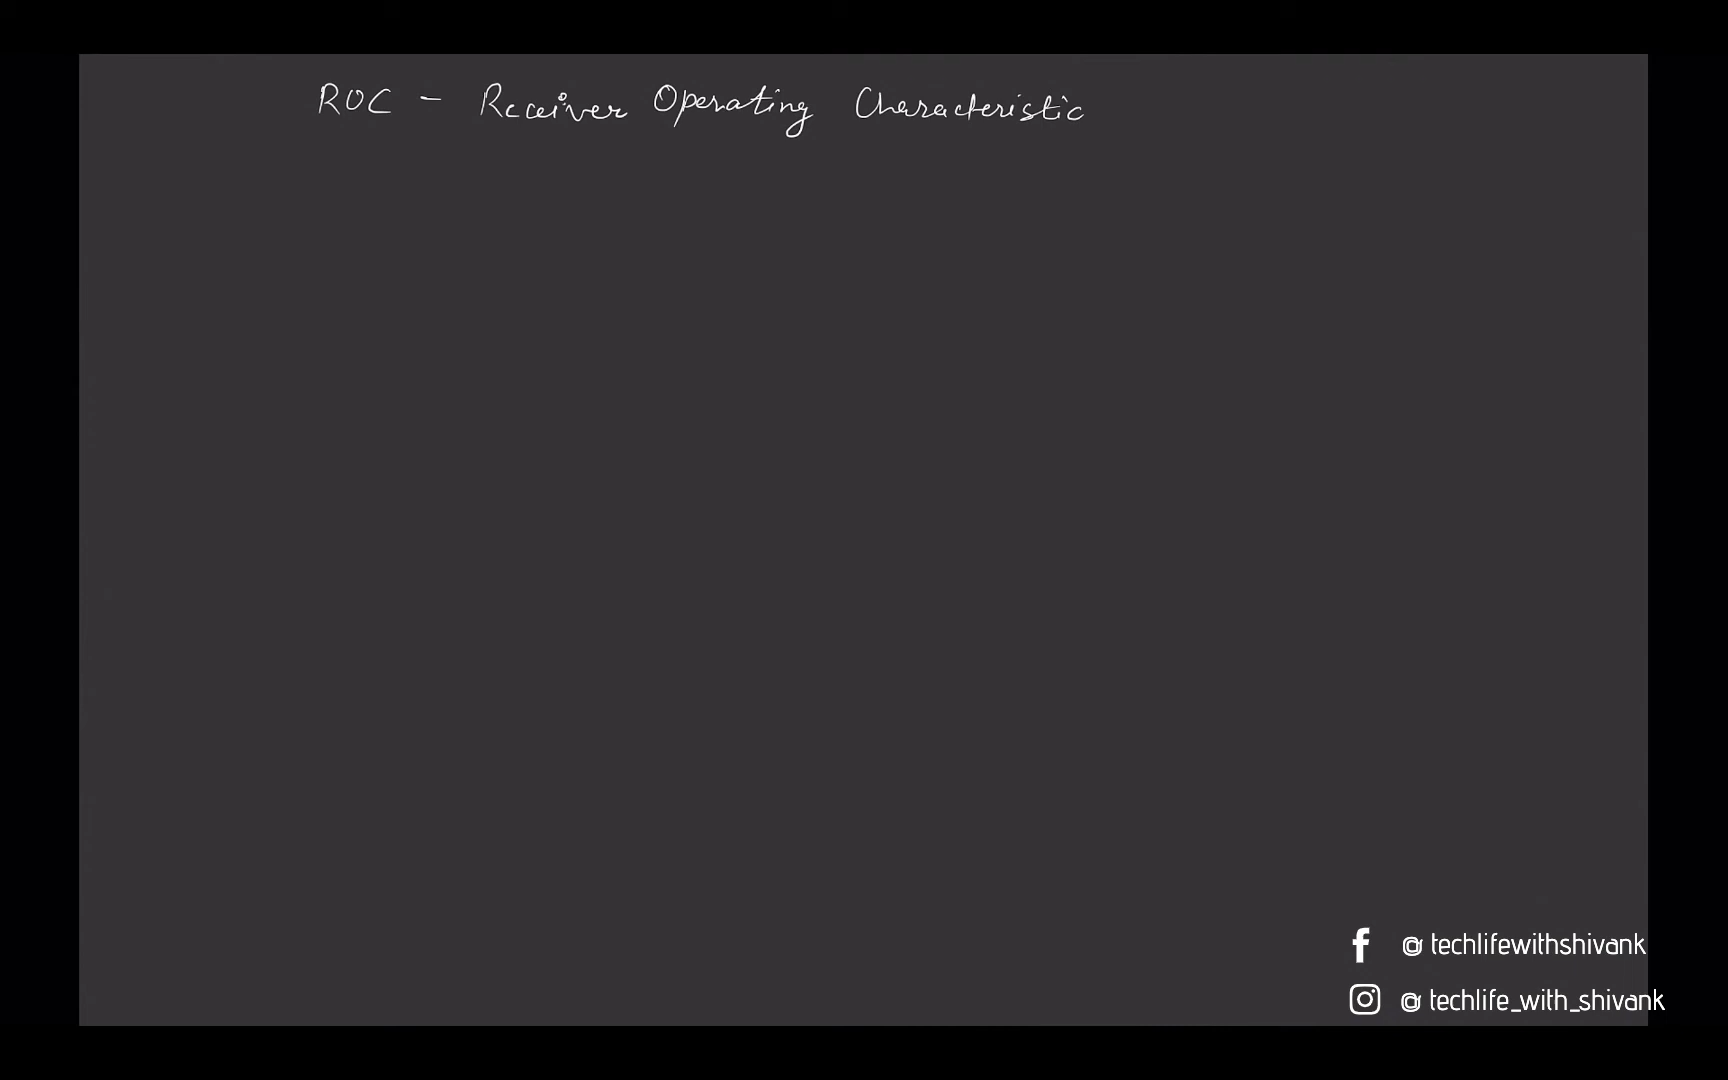 ROC - Receiver Operating Characteristic
@ techlifewithshivank
@ techlife_with_shivank